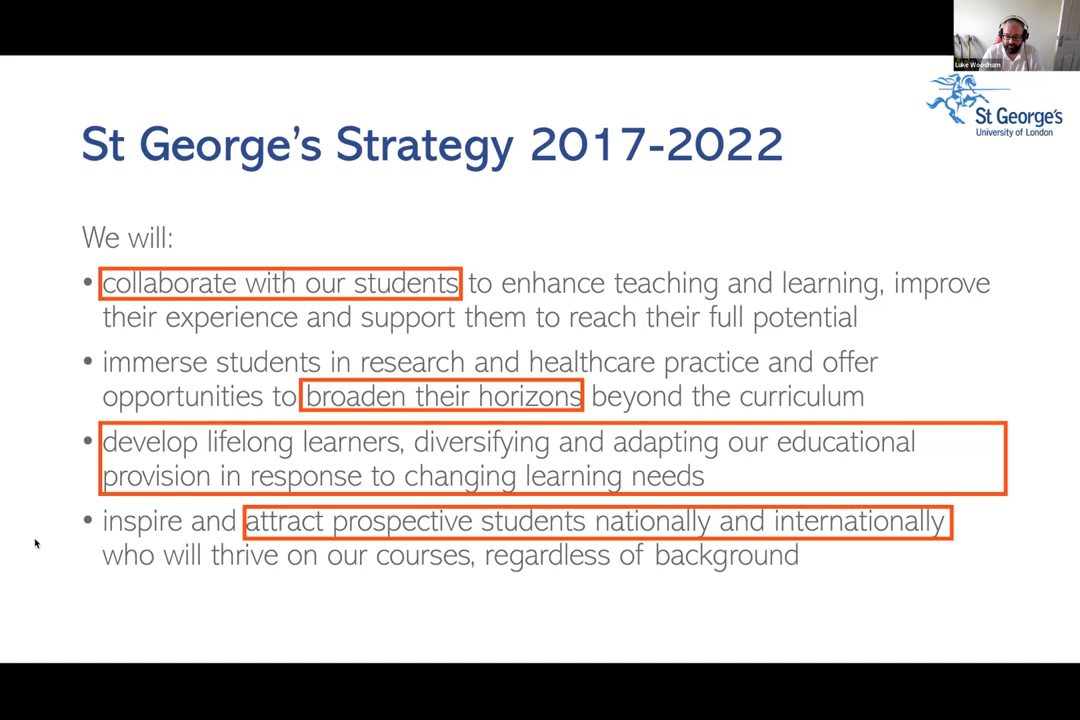 Luke Woodham
St George's
University of London
St George's Strategy 2017-2022
We will:
• collaborate with our students to enhance teaching and learning, improve
their experience and support them to reach their full potential
• immerse students in research and healthcare practice and offer
opportunities to broaden their horizons beyond the curriculum
• develop lifelong learners, diversifying and adapting our educational
provision in response to changing learning needs
• inspire and attract prospective students nationally and internationally
who will thrive on our courses, regardless of background